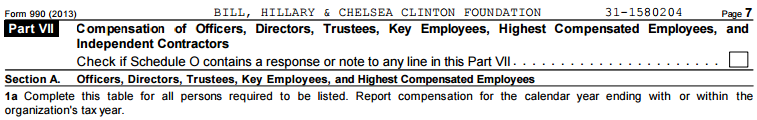 Form 990 (2013) BILL, HILLARY & CHELSEA CLINTON FOUNDATION 31-1580204 Page 7
Part VII Compensation of Officers, Directors, Trustees, Key Employees, Highest Compensated Employees, and
Independent Contractors
Check if Schedule O contains a response or note to any line in this Part VII . . . . . . . . . . . . . . . . . . . . . .
Section A. Officers, Directors, Trustees, Key Employees, and Highest Compensated Employees
1a Complete this table for all persons required to be listed. Report compensation for the calendar year ending with or within the
organization's tax year.